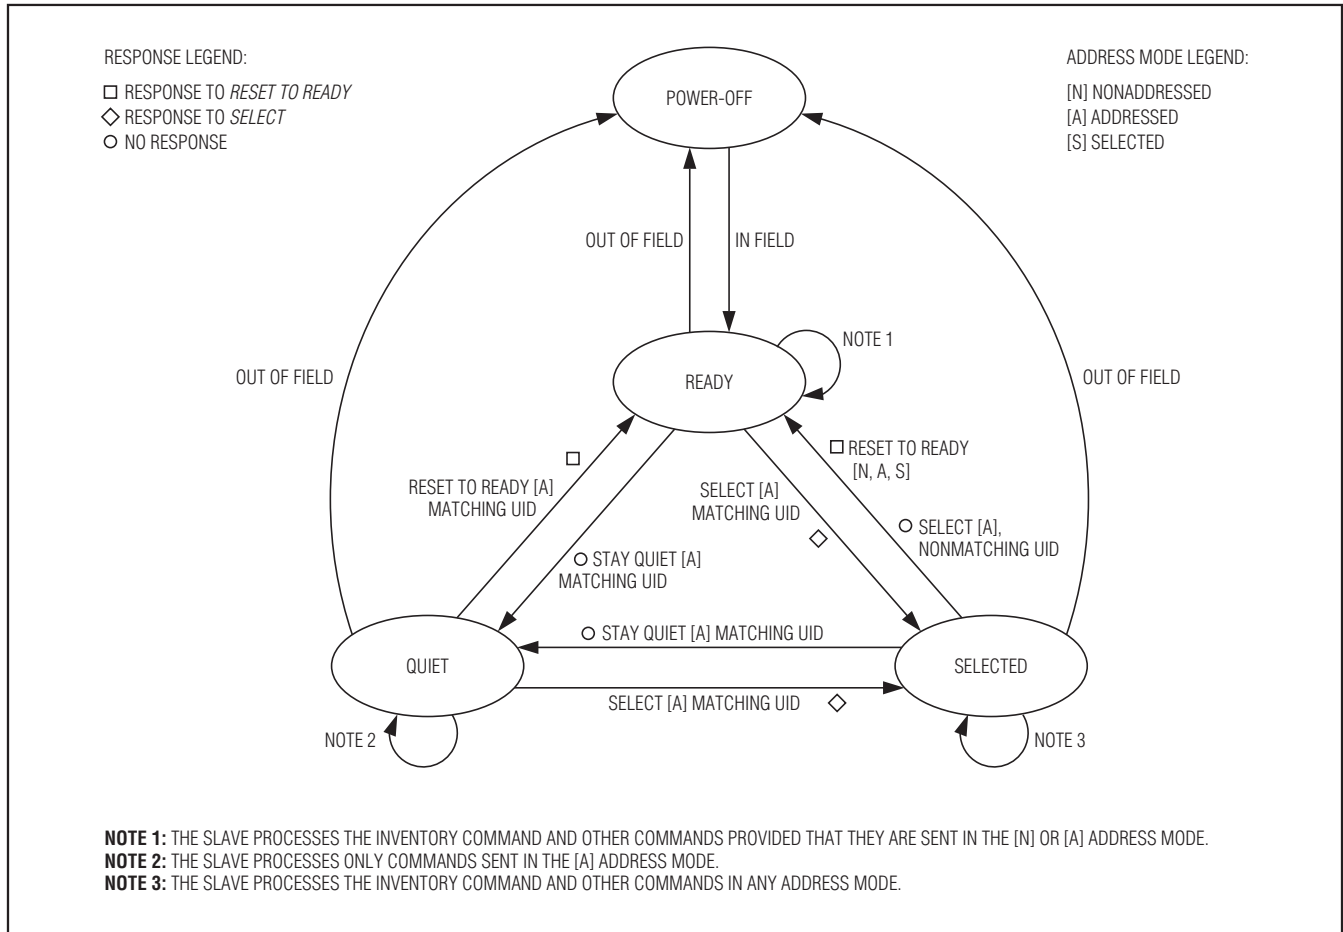 RESPONSE LEGEND:
RESPONSE TO RESET TO READY
RESPONSE TO SELECT
NO RESPONSE
ADDRESS MODE LEGEND:
[N] NONADDRESSED
[A] ADDRESSED
[S] SELECTED
POWER-OFF
OUT OF FIELD
IN FIELD
NOTE 1
READY
OUT OF FIELD
OUT OF FIELD
RESET TO READY [A]
MATCHING UID
STAY QUIET [A]
MATCHING UID
SELECT [A]
MATCHING UID
RESET TO READY
[N, A, S]
SELECT [A],
NONMATCHING UID
STAY QUIET [A] MATCHING UID
QUIET
SELECTED
SELECT [A] MATCHING UID
NOTE 2
NOTE 3
NOTE 1: THE SLAVE PROCESSES THE INVENTORY COMMAND AND OTHER COMMANDS PROVIDED THAT THEY ARE SENT IN THE [N] OR [A] ADDRESS MODE.
NOTE 2: THE SLAVE PROCESSES ONLY COMMANDS SENT IN THE [A] ADDRESS MODE.
NOTE 3: THE SLAVE PROCESSES THE INVENTORY COMMAND AND OTHER COMMANDS IN ANY ADDRESS MODE.